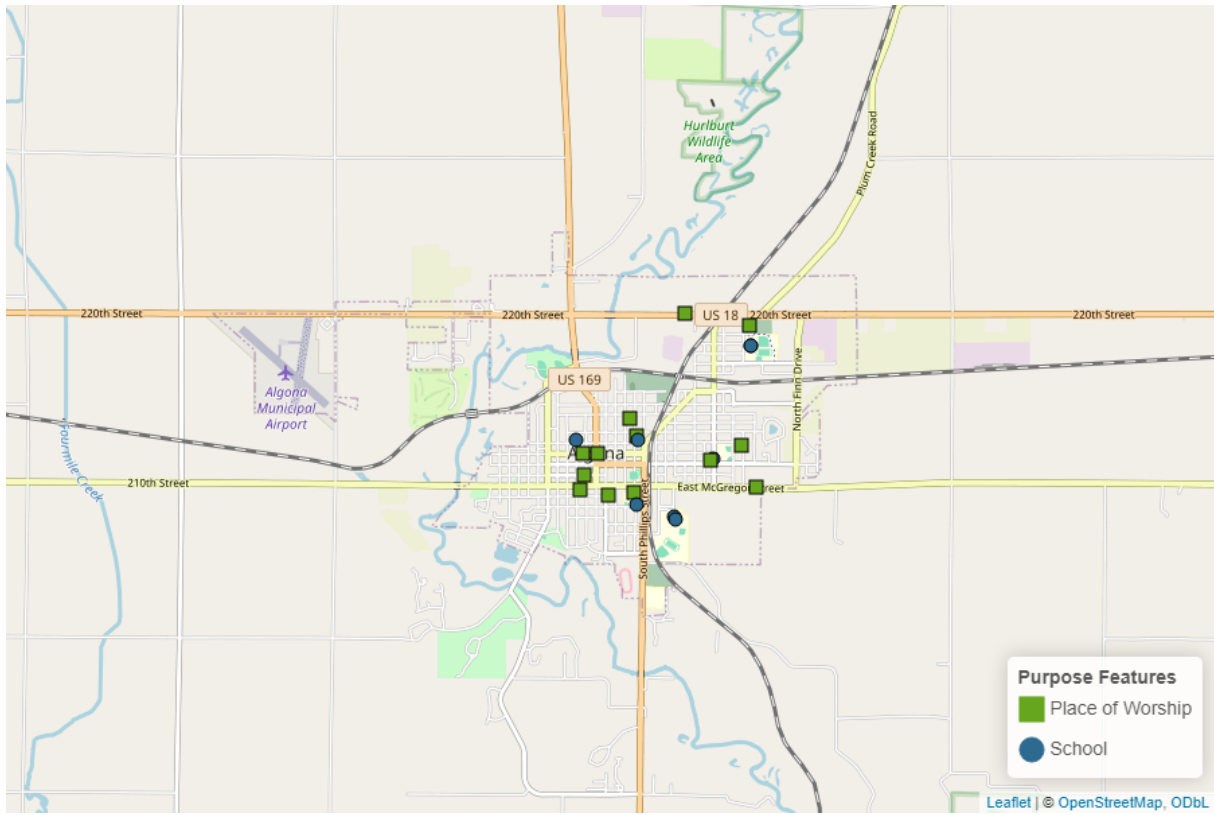 Hurlburt
Wildlife
Area
Plum Creek Road
220th Street
220th Street
US 18
220th Street
220th Street
Algona
Municipal
Airport
US 169
North Finn Drive
Fourmile Creek
Algona
210th Street
East McGregor Street
South Phillips Street
Purpose Features
Place of Worship
School
Leaflet | © OpenStreetMap, ODbL